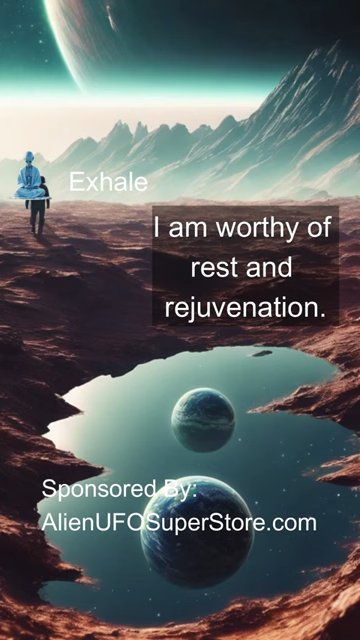 Exhale
I am worthy of
rest and
rejuvenation.
Sponsored By:
AlienUFOSuperStore.com